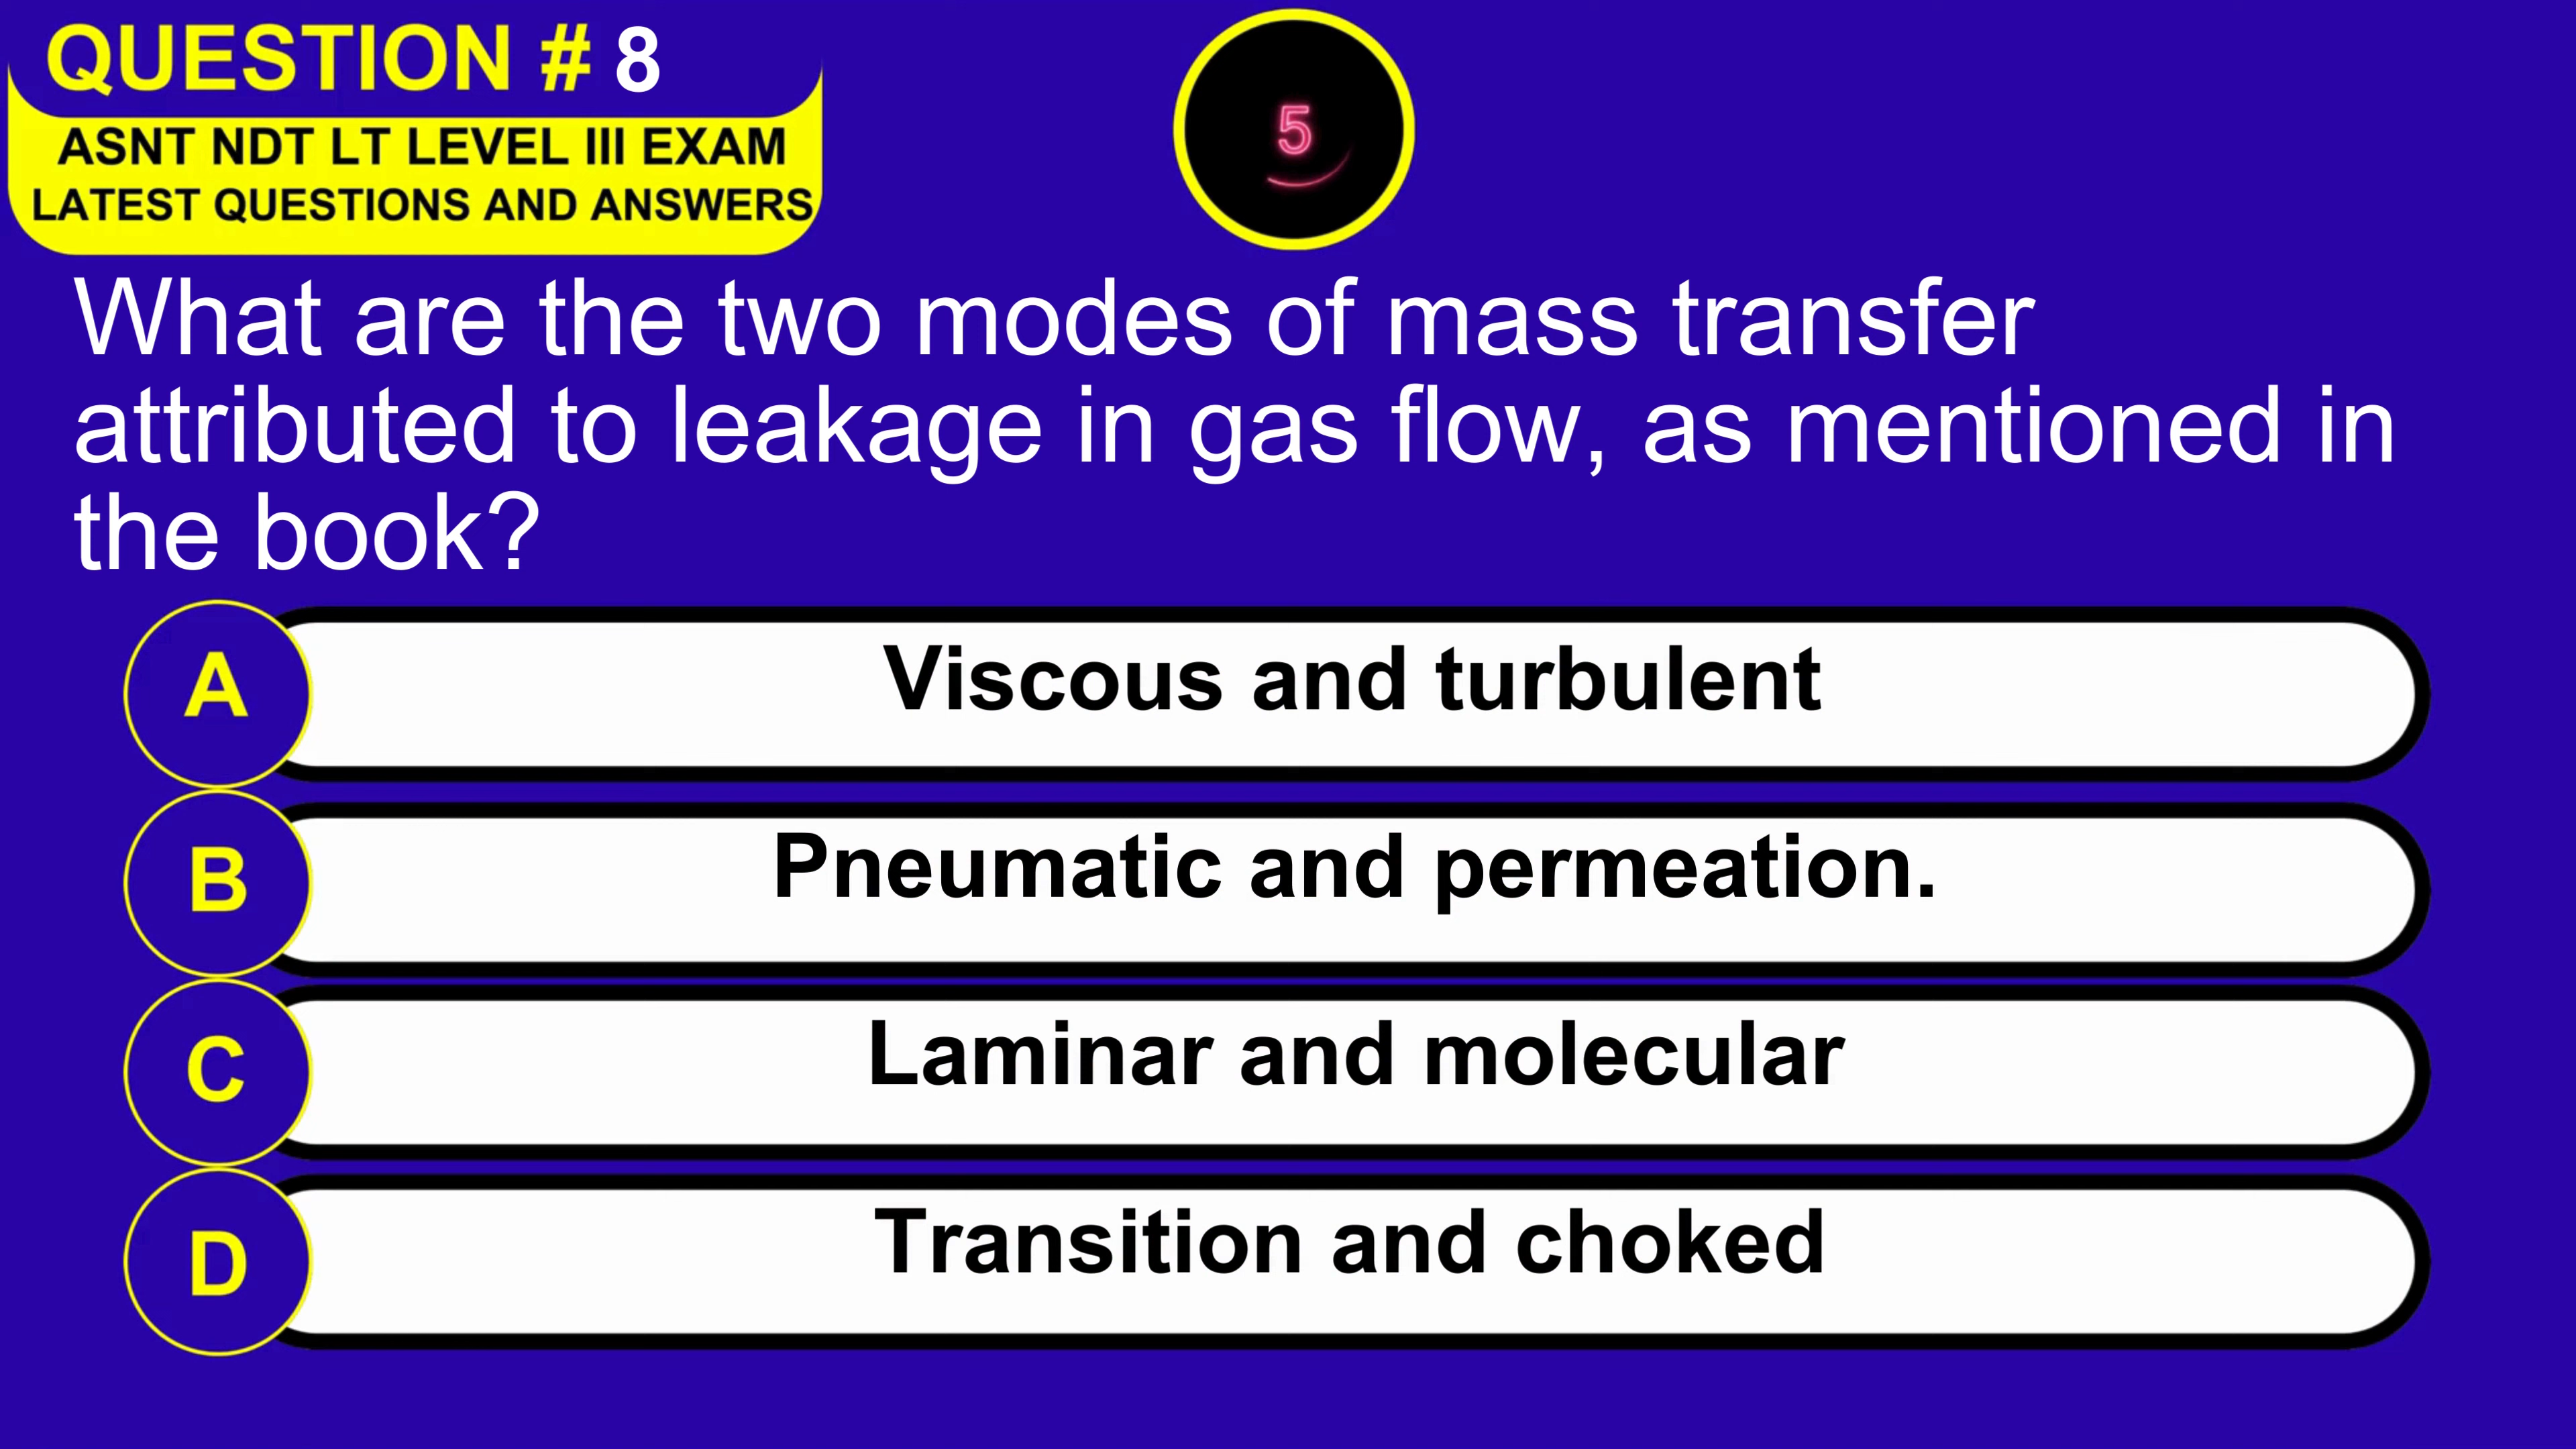 QUESTION # 8
ASNT NDT LT LEVEL III EXAM
LATEST QUESTIONS AND ANSWERS
5
What are the two modes of mass transfer
attributed to leakage in gas flow, as mentioned in
the book?
A Viscous and turbulent
B Pneumatic and permeation.
C Laminar and molecular
D Transition and choked